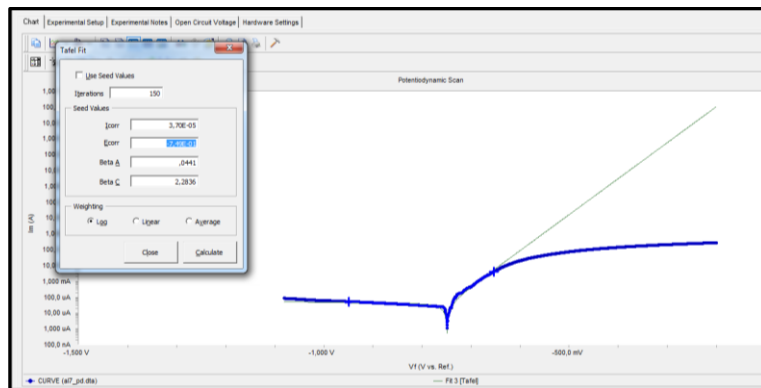 Chart Experimental Setup Experimental Notes Open Circuit Voltage Hardware Settings
Tafel Fit
Potentiodynamic Scan
Use Seed Values
Iterations 150
Seed Values
Icorr 3,70E-05
Ecorr -7,48E-01
Beta A ,0441
Beta C 2,2836
Weighting
Log Linear Average
Close Calculate
Im (A)
1,000 mA
100,0 uA
10,00 uA
1,000 uA
100,0 nA
-1,500 V -1,000 V -500,0 mV
Vf (V vs. Ref.)
CURVE (al7_pd.dta) Fit 3 [Tafel]